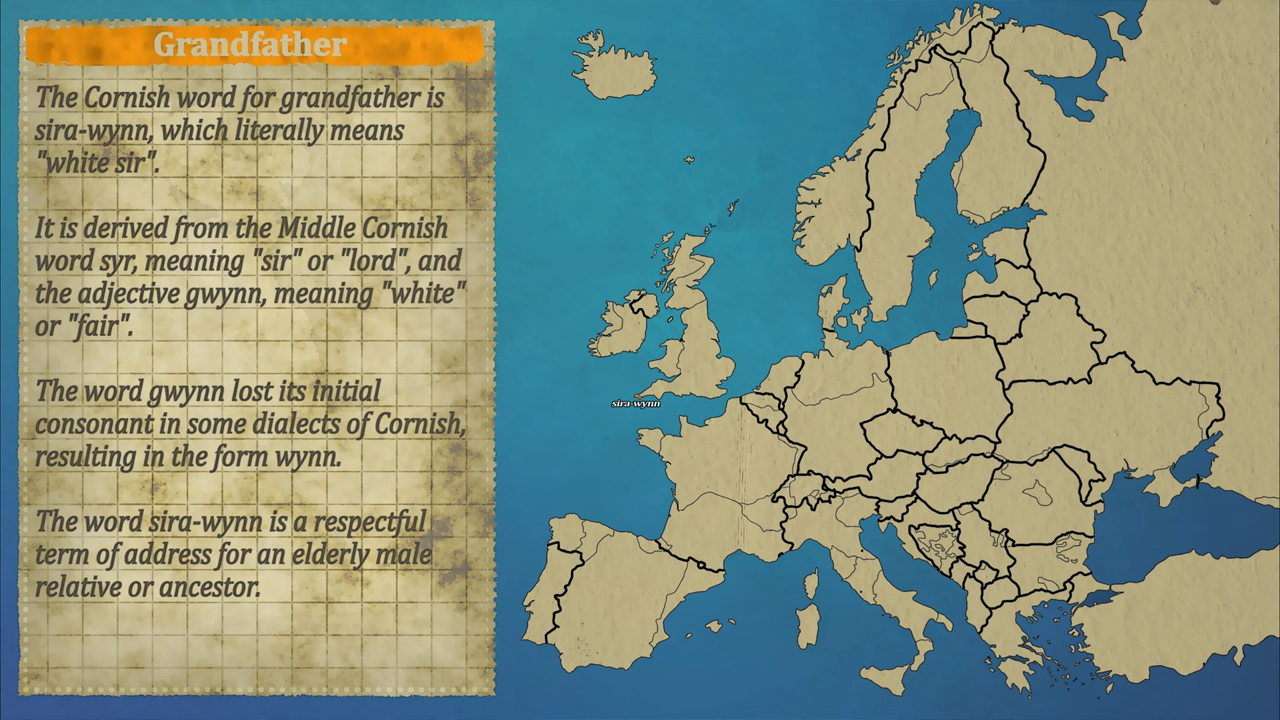 Grandfather
The Cornish word for grandfather is
sira-wynn, which literally means
"white sir".
It is derived from the Middle Cornish
word syr, meaning "sir" or "lord", and
the adjective gwynn, meaning "white"
or "fair".
The word gwynn lost its initial
consonant in some dialects of Cornish,
resulting in the form wynn.
The word sira-wynn is a respectful
term of address for an elderly male
relative or ancestor.
sira-wynn